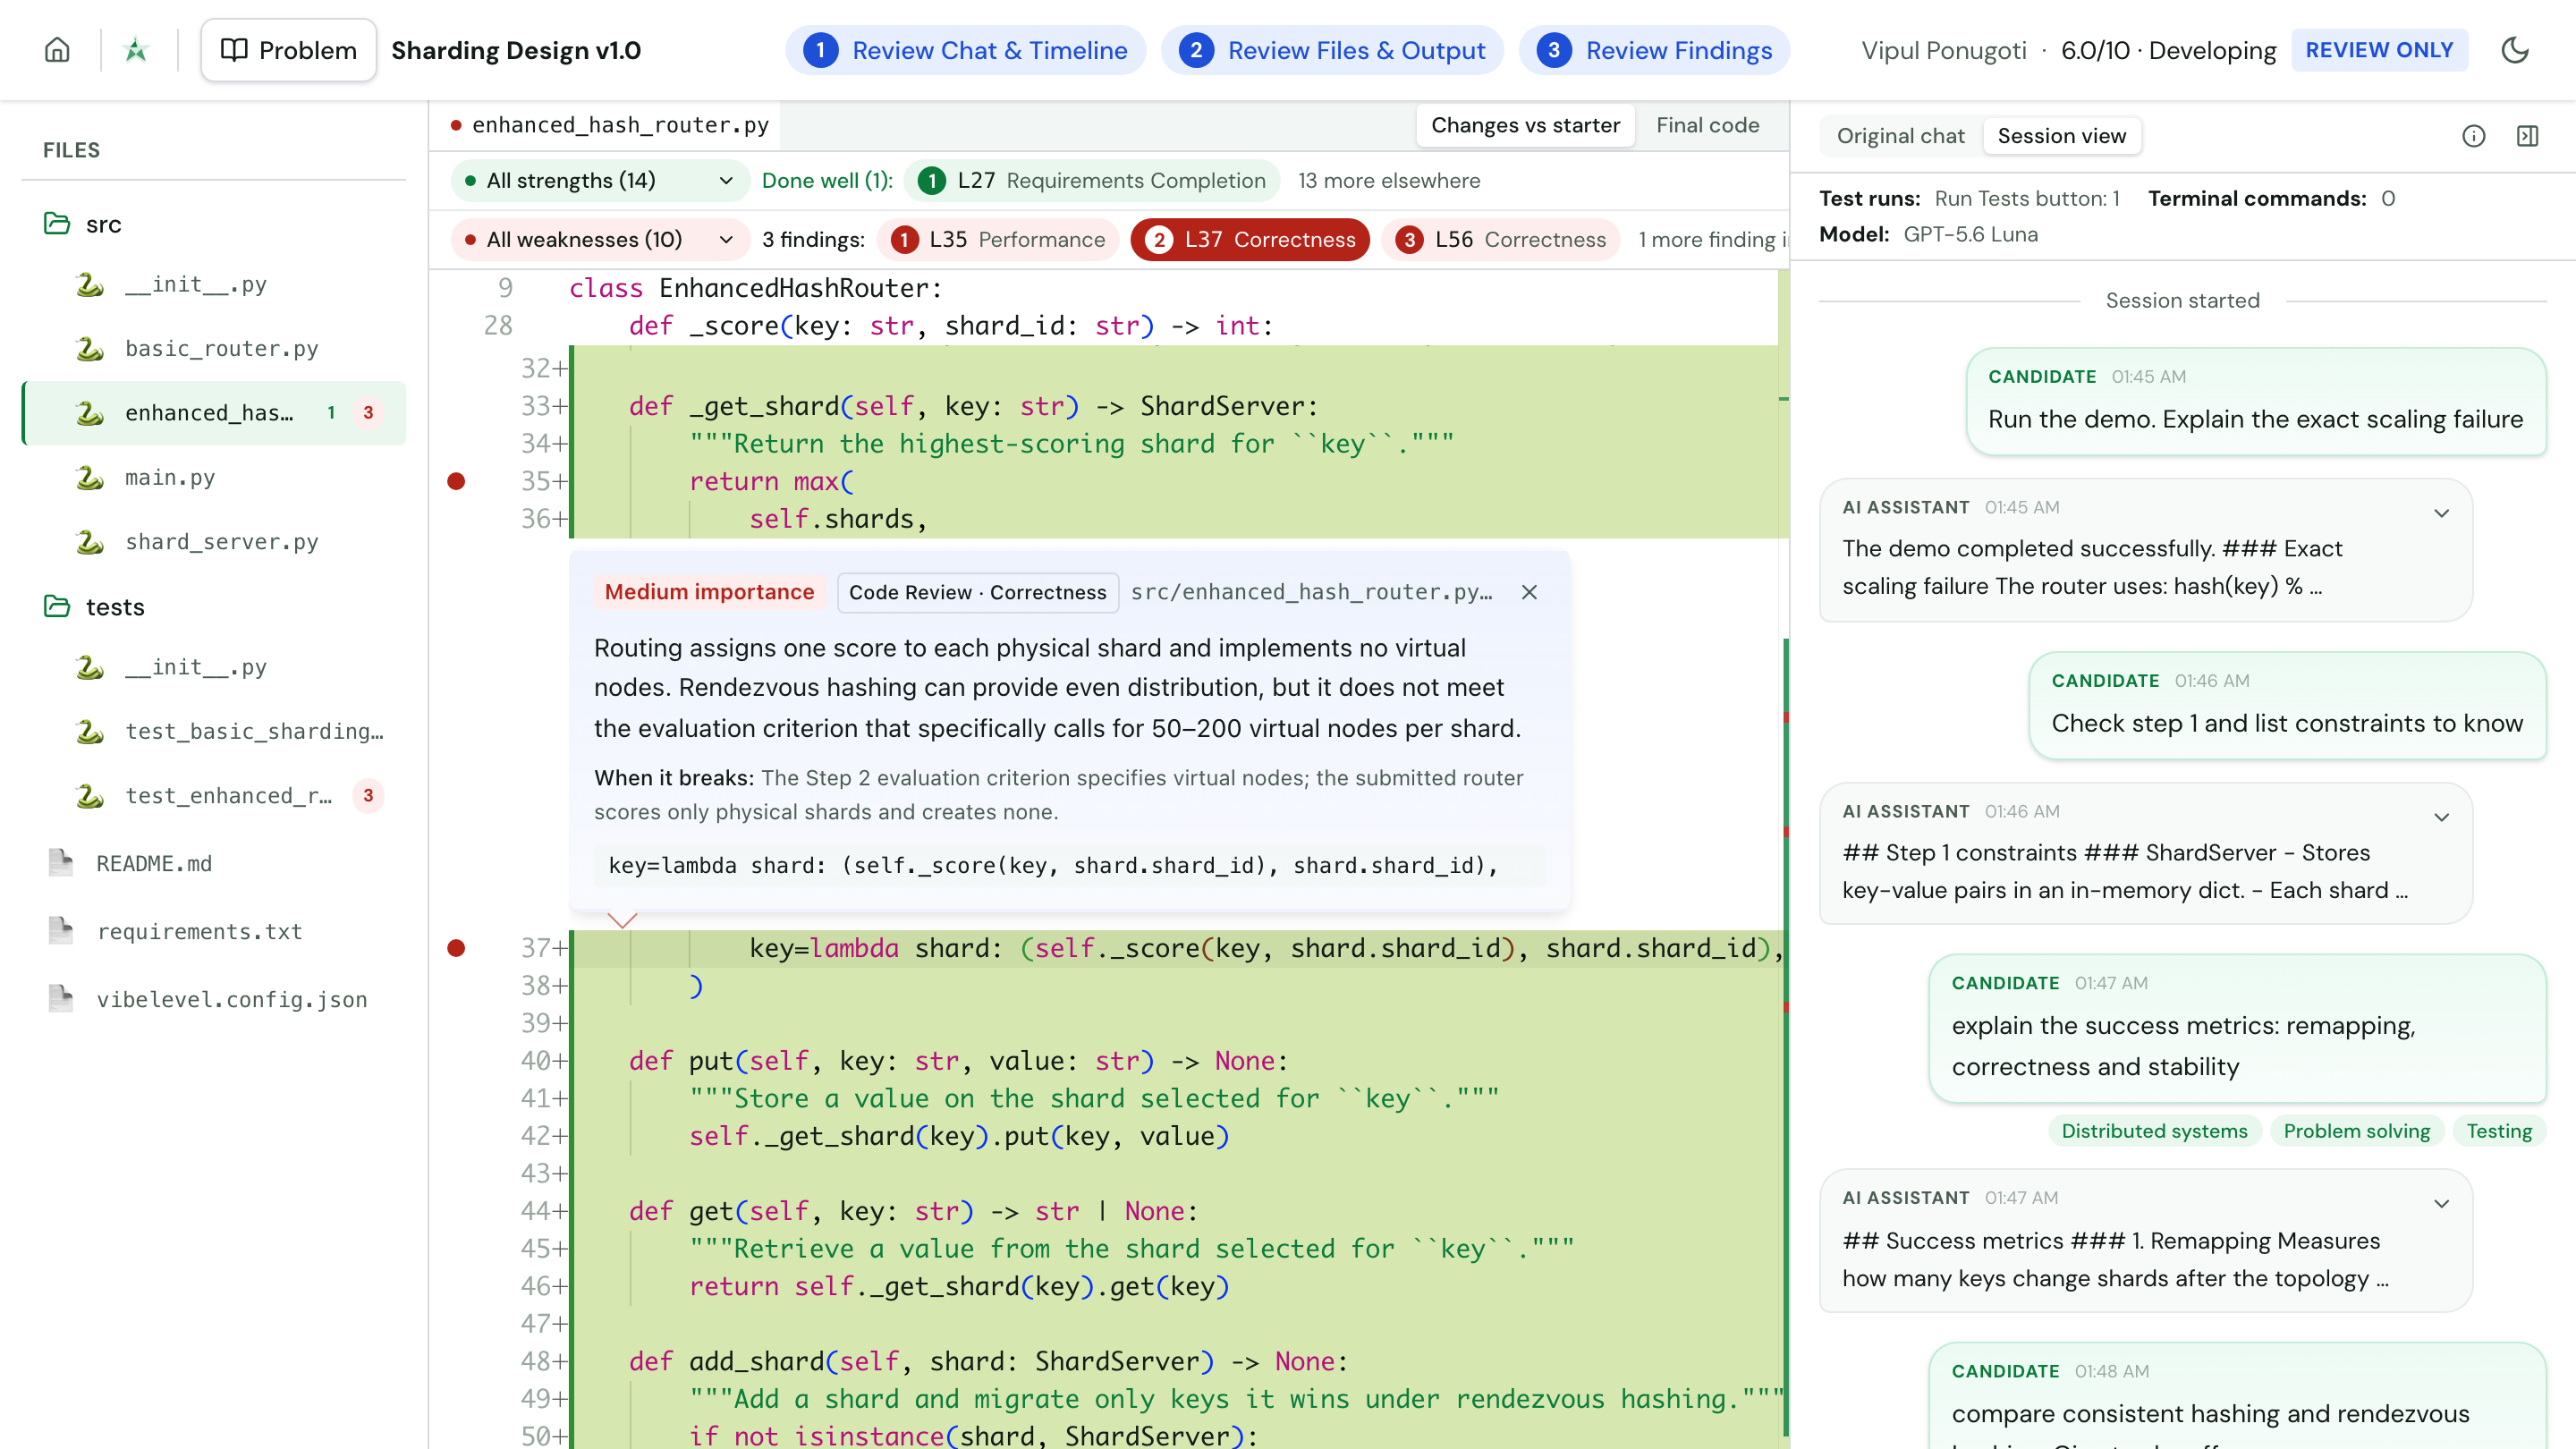 Problem
Sharding Design v1.0
1 Review Chat & Timeline
2 Review Files & Output
3 Review Findings
Vipul Ponugoti · 6.0/10 · Developing
REVIEW ONLY
FILES
src
__init__.py
basic_router.py
enhanced_has… 1 3
main.py
shard_server.py
tests
__init__.py
test_basic_sharding…
test_enhanced_r… 3
README.md
requirements.txt
vibelevel.config.json
enhanced_hash_router.py
Changes vs starter
Final code
All strengths (14) Done well (1): 1 L27 Requirements Completion 13 more elsewhere
All weaknesses (10) 3 findings: 1 L35 Performance 2 L37 Correctness 3 L56 Correctness 1 more finding
9 class EnhancedHashRouter:
28 def _score(key: str, shard_id: str) -> int:
32+
33+ def _get_shard(self, key: str) -> ShardServer:
34+ """Return the highest-scoring shard for ``key``."""
35+ return max(
36+ self.shards,
Medium importance Code Review · Correctness src/enhanced_hash_router.py…
Routing assigns one score to each physical shard and implements no virtual
nodes. Rendezvous hashing can provide even distribution, but it does not meet
the evaluation criterion that specifically calls for 50–200 virtual nodes per shard.
When it breaks: The Step 2 evaluation criterion specifies virtual nodes; the submitted router
scores only physical shards and creates none.
key=lambda shard: (self._score(key, shard.shard_id), shard.shard_id),
37+ key=lambda shard: (self._score(key, shard.shard_id), shard.shard_id),
38+ )
39+
40+ def put(self, key: str, value: str) -> None:
41+ """Store a value on the shard selected for ``key``."""
42+ self._get_shard(key).put(key, value)
43+
44+ def get(self, key: str) -> str | None:
45+ """Retrieve a value from the shard selected for ``key``."""
46+ return self._get_shard(key).get(key)
47+
48+ def add_shard(self, shard: ShardServer) -> None:
49+ """Add a shard and migrate only keys it wins under rendezvous hashing."""
50+ if not isinstance(shard, ShardServer):
Original chat
Session view
Test runs: Run Tests button: 1 Terminal commands: 0
Model: GPT-5.6 Luna
Session started
CANDIDATE 01:45 AM
Run the demo. Explain the exact scaling failure
AI ASSISTANT 01:45 AM
The demo completed successfully. ### Exact
scaling failure The router uses: hash(key) % …
CANDIDATE 01:46 AM
Check step 1 and list constraints to know
AI ASSISTANT 01:46 AM
## Step 1 constraints ### ShardServer - Stores
key-value pairs in an in-memory dict. - Each shard …
CANDIDATE 01:47 AM
explain the success metrics: remapping,
correctness and stability
Distributed systems
Problem solving
Testing
AI ASSISTANT 01:47 AM
## Success metrics ### 1. Remapping Measures
how many keys change shards after the topology …
CANDIDATE 01:48 AM
compare consistent hashing and rendezvous